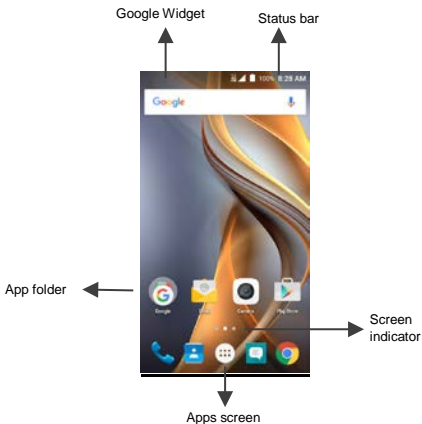 Google Widget
Status bar
100% 8:28 AM
Google
Google
Email
Camera
Play Store
App folder
Screen
indicator
Apps screen